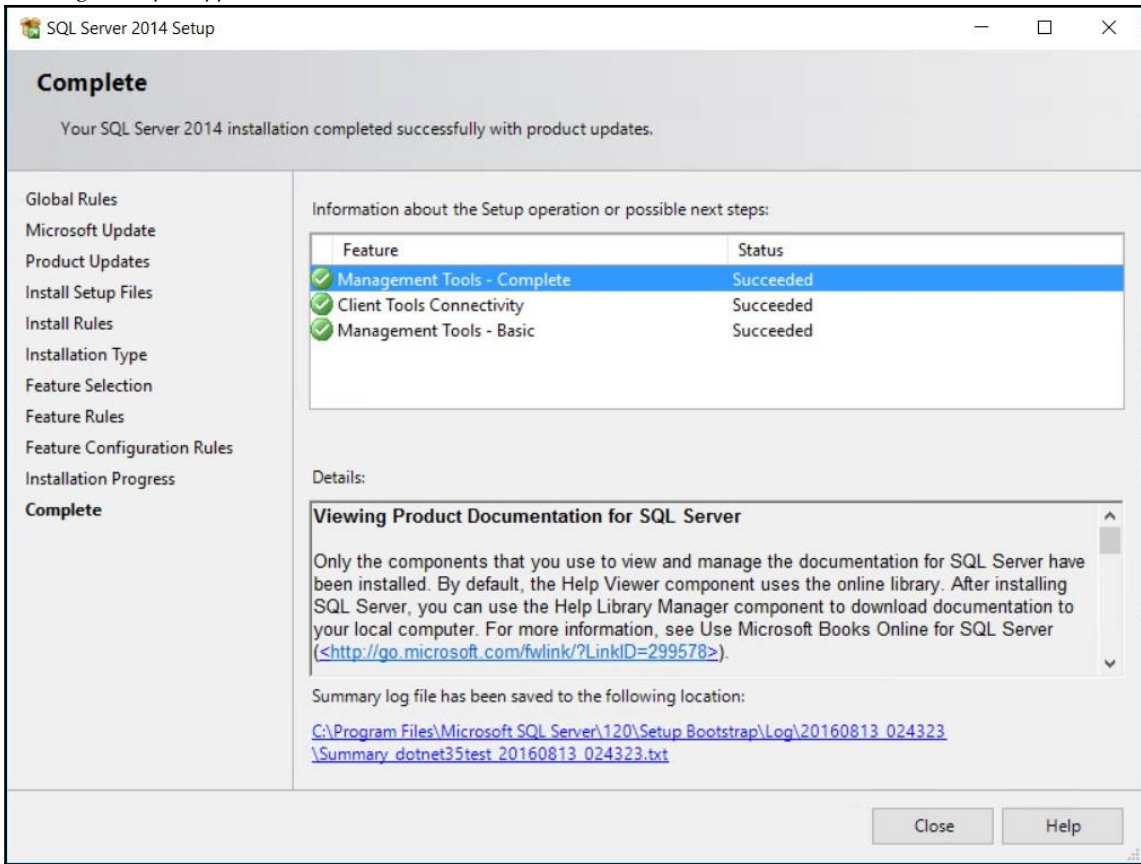 SQL Server 2014 Setup
Complete
Your SQL Server 2014 installation completed successfully with product updates.
Global Rules
Microsoft Update
Product Updates
Install Setup Files
Install Rules
Installation Type
Feature Selection
Feature Rules
Feature Configuration Rules
Installation Progress
Complete
Information about the Setup operation or possible next steps:
Feature Status
Management Tools - Complete Succeeded
Client Tools Connectivity Succeeded
Management Tools - Basic Succeeded
Details:
Viewing Product Documentation for SQL Server
Only the components that you use to view and manage the documentation for SQL Server have
been installed. By default, the Help Viewer component uses the online library. After installing
SQL Server, you can use the Help Library Manager component to download documentation to
your local computer. For more information, see Use Microsoft Books Online for SQL Server
(<http://go.microsoft.com/fwlink/?LinkID=299578>).
Summary log file has been saved to the following location:
C:\Program Files\Microsoft SQL Server\120\Setup Bootstrap\Log\20160813_024323
\Summary_dotnet35test_20160813_024323.txt
Close Help